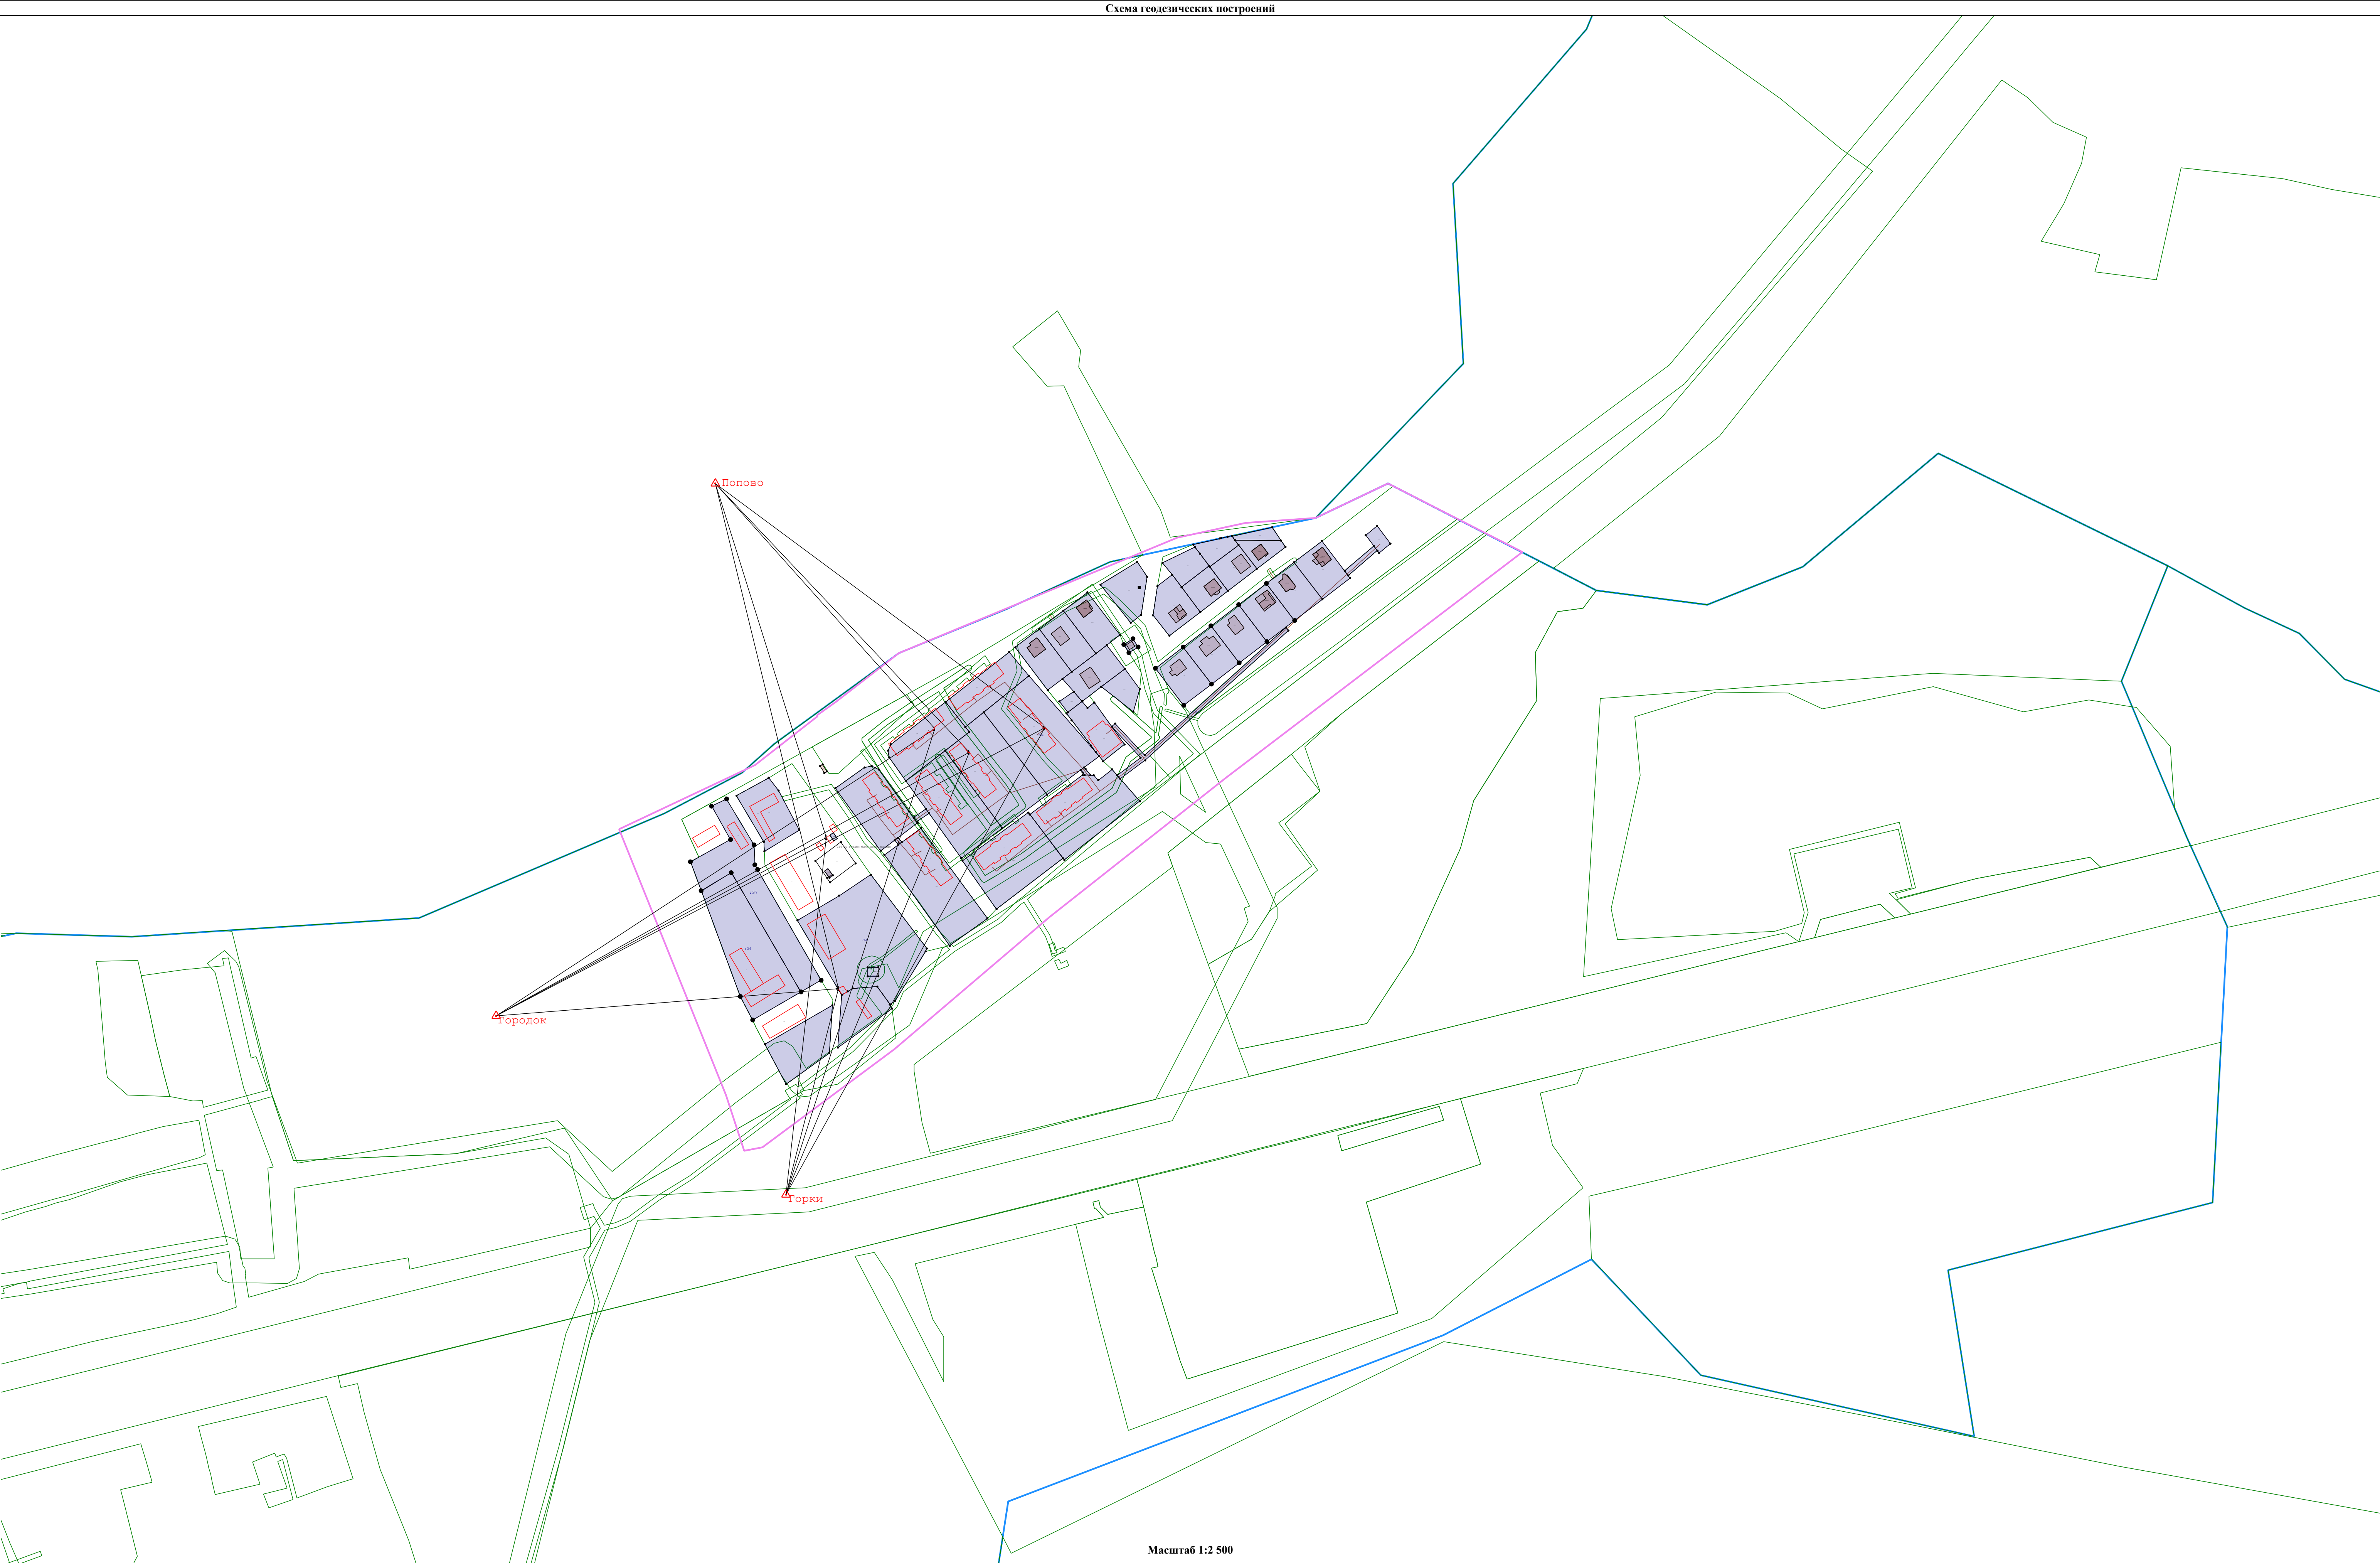 Схема геодезических построений
Попово
Городок
Горки
Масштаб 1:2 500